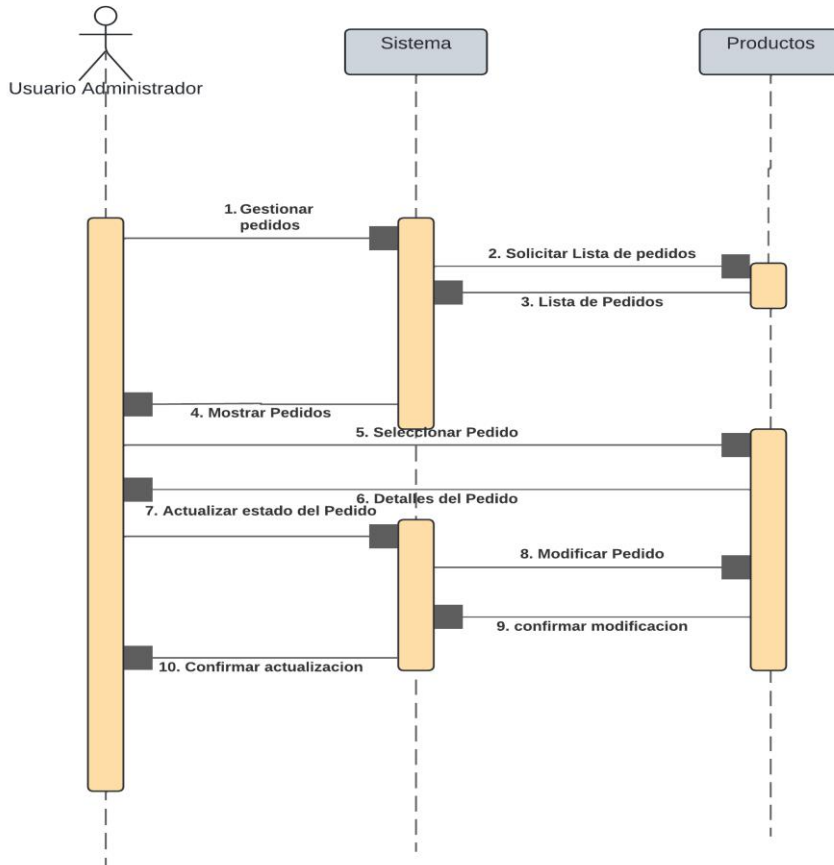 Sistema
Productos
Usuario Administrador
1. Gestionar
pedidos
2. Solicitar Lista de pedidos
3. Lista de Pedidos
4. Mostrar Pedidos
5. Seleccionar Pedido
6. Detalles del Pedido
7. Actualizar estado del Pedido
8. Modificar Pedido
9. confirmar modificacion
10. Confirmar actualizacion